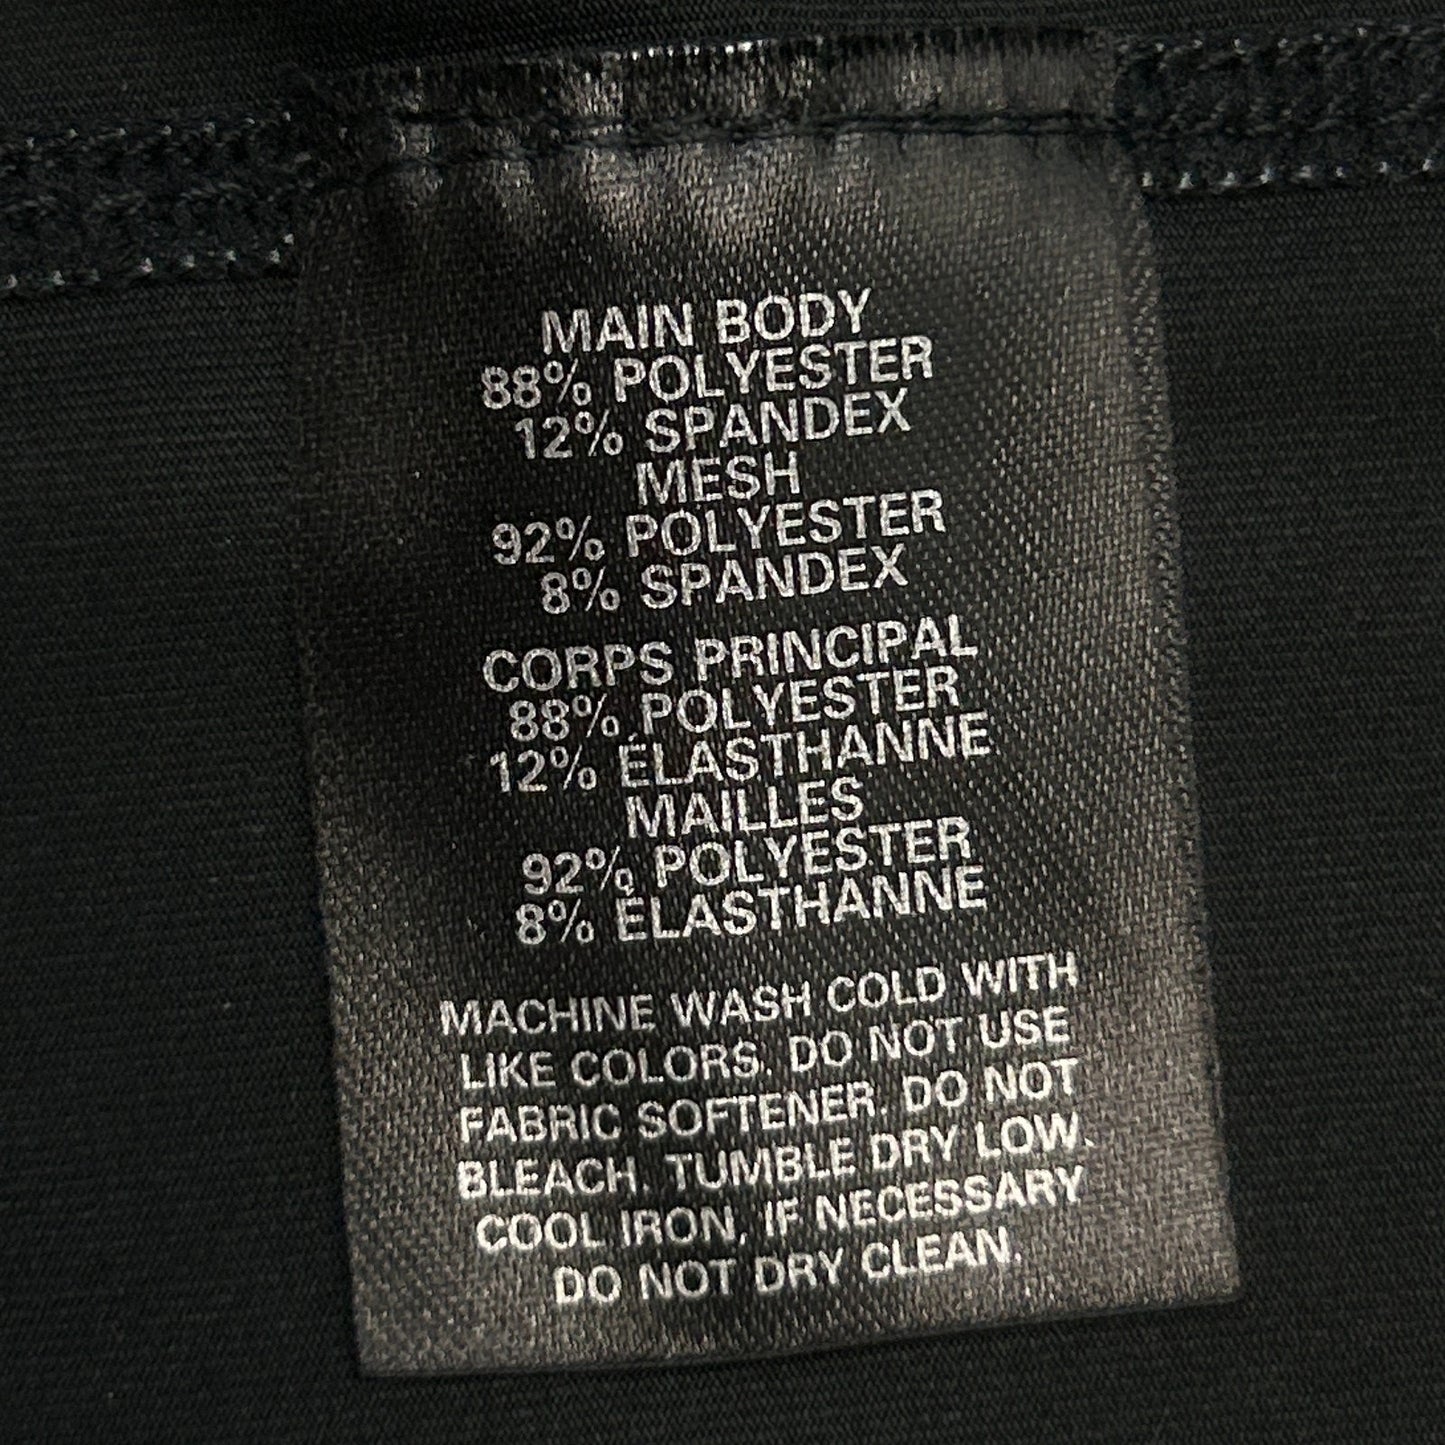 MAIN BODY
88% POLYESTER
12% SPANDEX
MESH
92% POLYESTER
8% SPANDEX
CORPS PRINCIPAL
88% POLYESTER
12% ÉLASTHANNE
MAILLES
92% POLYESTER
8% ÉLASTHANNE
MACHINE WASH COLD WITH
LIKE COLORS. DO NOT USE
FABRIC SOFTENER. DO NOT
BLEACH. TUMBLE DRY LOW.
COOL IRON, IF NECESSARY
DO NOT DRY CLEAN.